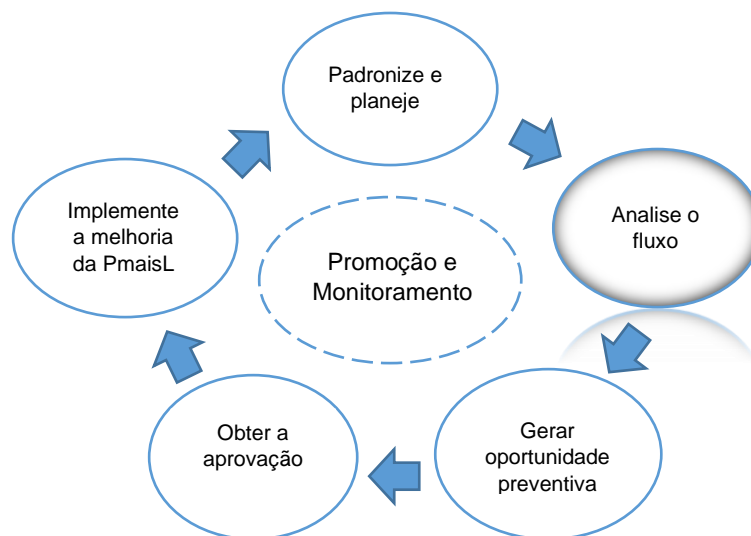 Padronize e
planeje
Analise o
fluxo
Gerar
oportunidade
preventiva
Obter a
aprovação
Implemente
a melhoria
da PmaisL
Promoção e
Monitoramento